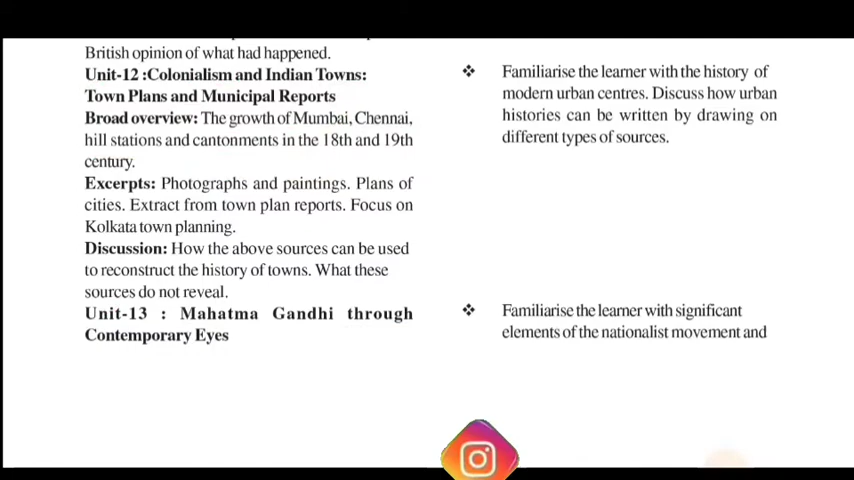 British opinion of what had happened.
Unit-12 :Colonialism and Indian Towns:
Town Plans and Municipal Reports
Broad overview: The growth of Mumbai, Chennai,
hill stations and cantonments in the 18th and 19th
century.
Excerpts: Photographs and paintings. Plans of
cities. Extract from town plan reports. Focus on
Kolkata town planning.
Discussion: How the above sources can be used
to reconstruct the history of towns. What these
sources do not reveal.
Unit-13 : Mahatma Gandhi through
Contemporary Eyes
❖ Familiarise the learner with the history of
modern urban centres. Discuss how urban
histories can be written by drawing on
different types of sources.
❖ Familiarise the learner with significant
elements of the nationalist movement and